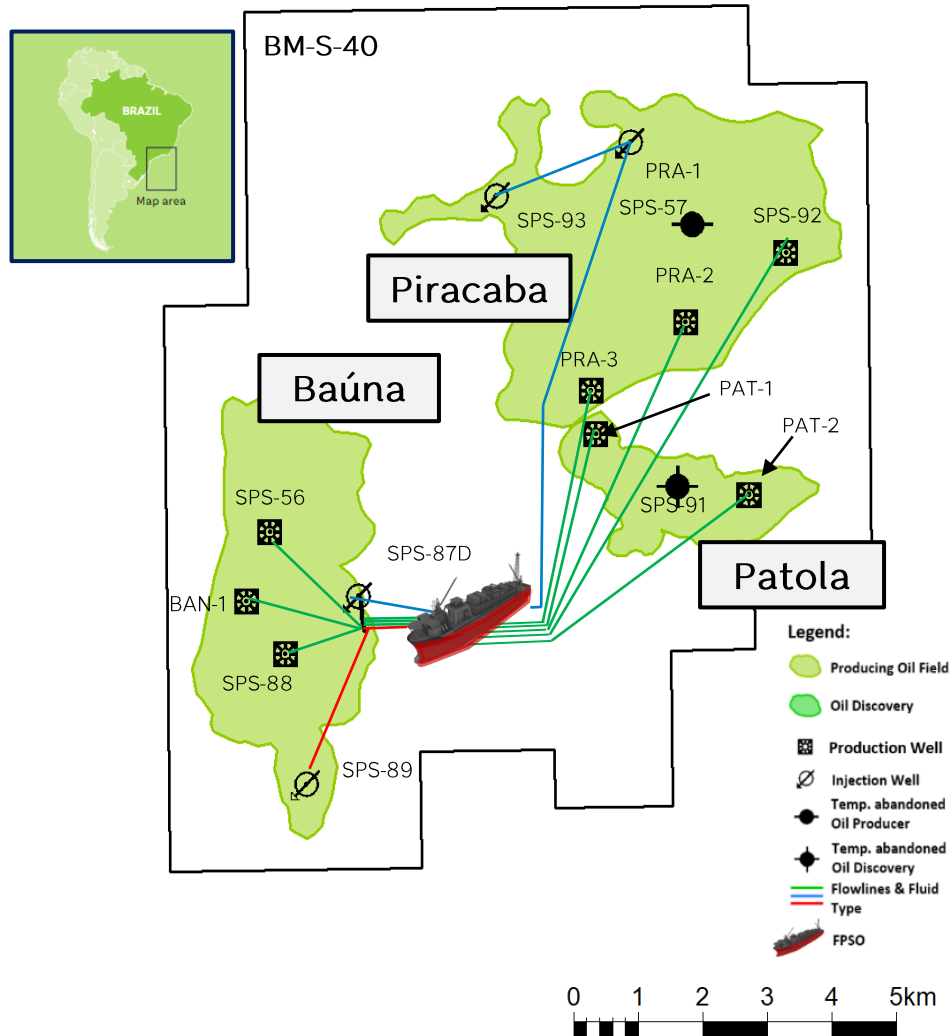 BM-S-40
BRAZIL
Map area
PRA-1
SPS-93
SPS-57
SPS-92
Piracaba
PRA-2
PRA-3
Baúna
PAT-1
PAT-2
SPS-56
SPS-91
SPS-87D
Patola
BAN-1
SPS-88
SPS-89
Legend:
Producing Oil Field
Oil Discovery
Production Well
Injection Well
Temp. abandoned
Oil Producer
Temp. abandoned
Oil Discovery
Flowlines & Fluid
Type
FPSO
0 1 2 3 4 5km